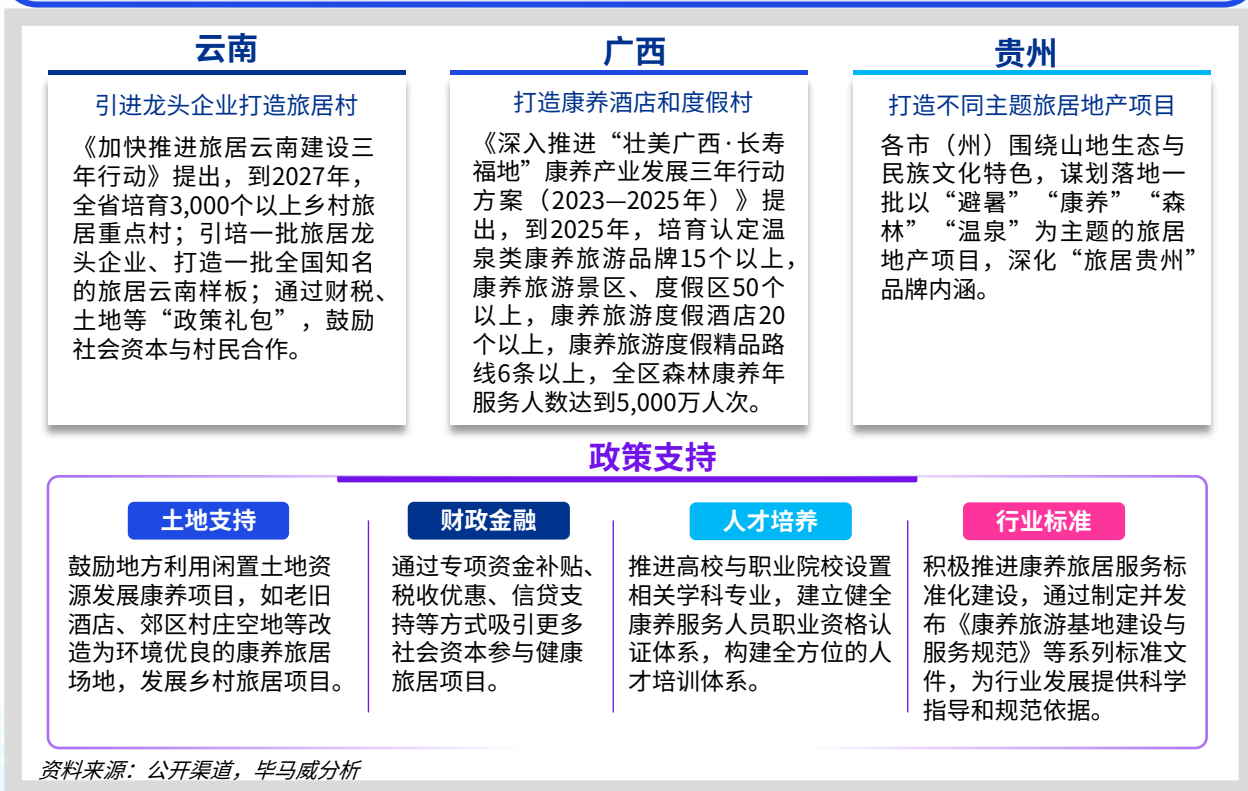 云南
引进龙头企业打造旅居村
《加快推进旅居云南建设三
年行动》提出，到2027年，
全省培育3,000个以上乡村旅
居重点村；引培一批旅居龙
头企业、打造一批全国知名
的旅居云南样板；通过财税、
土地等“政策礼包”，鼓励
社会资本与村民合作。
广西
打造康养酒店和度假村
《深入推进“壮美广西·长寿
福地”康养产业发展三年行动
方案（2023—2025年）》提
出，到2025年，培育认定温
泉类康养旅游品牌15个以上，
康养旅游景区、度假区50个
以上，康养旅游度假酒店20
个以上，康养旅游度假精品路
线6条以上，全区森林康养年
服务人数达到5,000万人次。
贵州
打造不同主题旅居地产项目
各市（州）围绕山地生态与
民族文化特色，谋划落地一
批以“避暑”“康养”“森
林”“温泉”为主题的旅居
地产项目，深化“旅居贵州”
品牌内涵。
政策支持
土地支持
鼓励地方利用闲置土地资
源发展康养项目，如老旧
酒店、郊区村庄空地等改
造为环境优良的康养旅居
场地，发展乡村旅居项目。
财政金融
通过专项资金补贴、
税收优惠、信贷支
持等方式吸引更多
社会资本参与健康
旅居项目。
人才培养
推进高校与职业院校设置
相关学科专业，建立健全
康养服务人员职业资格认
证体系，构建全方位的人
才培训体系。
行业标准
积极推进康养旅居服务标
准化建设，通过制定并发
布《康养旅游基地建设与
服务规范》等系列标准文
件，为行业发展提供科学
指导和规范依据。
资料来源：公开渠道，毕马威分析